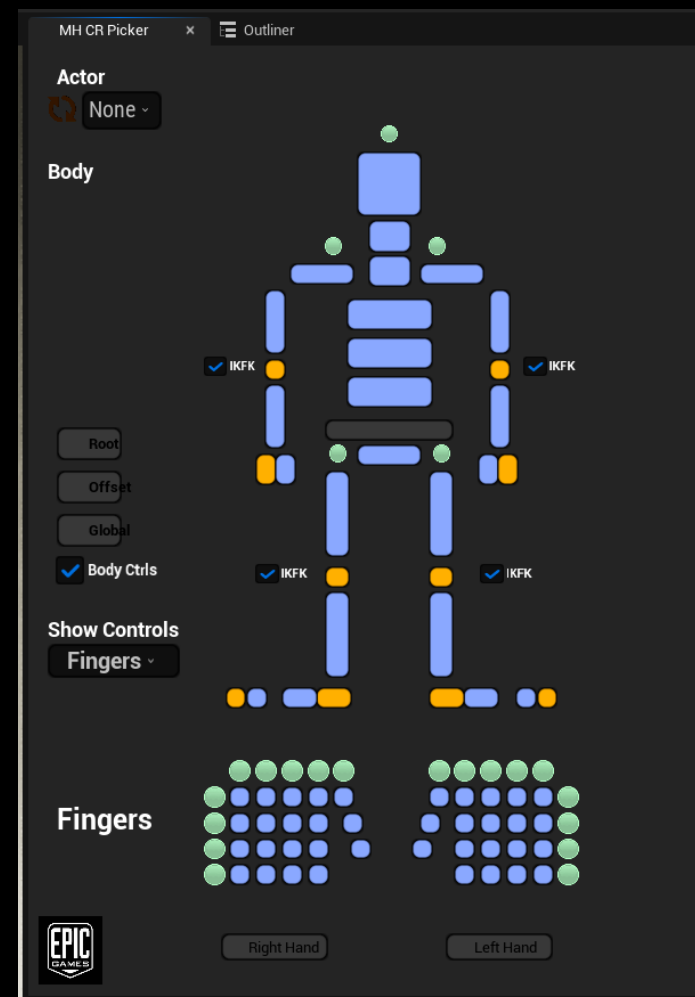 MH CR Picker
Outliner
Actor
None
Body
IKFK
IKFK
Root
Offset
Global
Body Ctrls
IKFK
IKFK
Show Controls
Fingers
Fingers
Right Hand
Left Hand
EPIC
GAMES